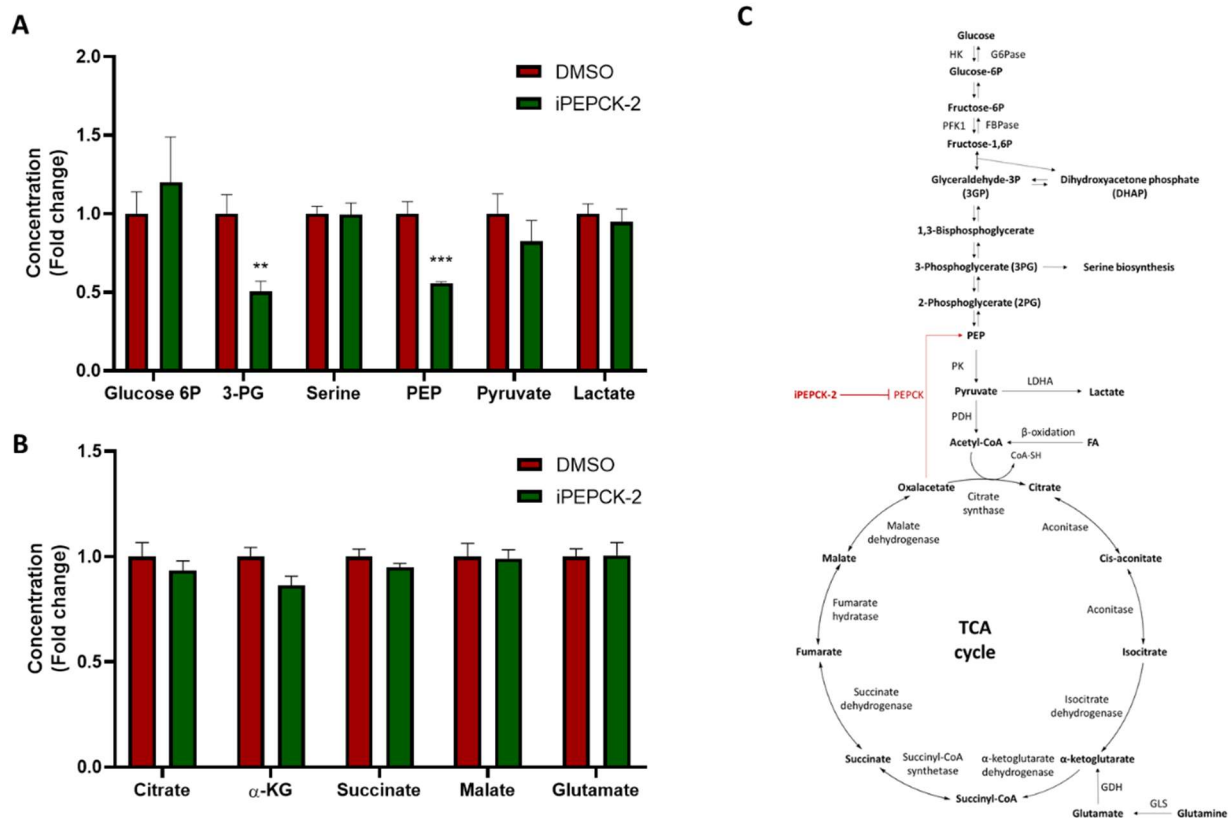 A
Concentration
(Fold change)
2.0
1.5
1.0
0.5
0.0
DMSO
iPEPCK-2
**
***
Glucose 6P 3-PG Serine PEP Pyruvate Lactate
B
Concentration
(Fold change)
1.5
1.0
0.5
0.0
DMSO
iPEPCK-2
Citrate α-KG Succinate Malate Glutamate
C
Glucose
HK G6Pase
Glucose-6P
Fructose-6P
PFK1 FBPase
Fructose-1,6P
Glyceraldehyde-3P
(3GP)
Dihydroxyacetone phosphate
(DHAP)
1,3-Bisphosphoglycerate
3-Phosphoglycerate (3PG) Serine biosynthesis
2-Phosphoglycerate (2PG)
PEP
PK
iPEPCK-2 PEPCK
Pyruvate LDHA Lactate
PDH
Acetyl-CoA β-oxidation FA
CoA-SH
Oxalacetate Citrate
Citrate
synthase
Malate
dehydrogenase
Aconitase
Malate Cis-aconitate
Fumarate
hydratase
Aconitase
TCA
cycle
Fumarate Isocitrate
Succinate
dehydrogenase
Isocitrate
dehydrogenase
Succinate
Succinyl-CoA
synthetase
α-ketoglutarate
dehydrogenase
α-ketoglutarate
Succinyl-CoA
GDH
Glutamate GLS Glutamine